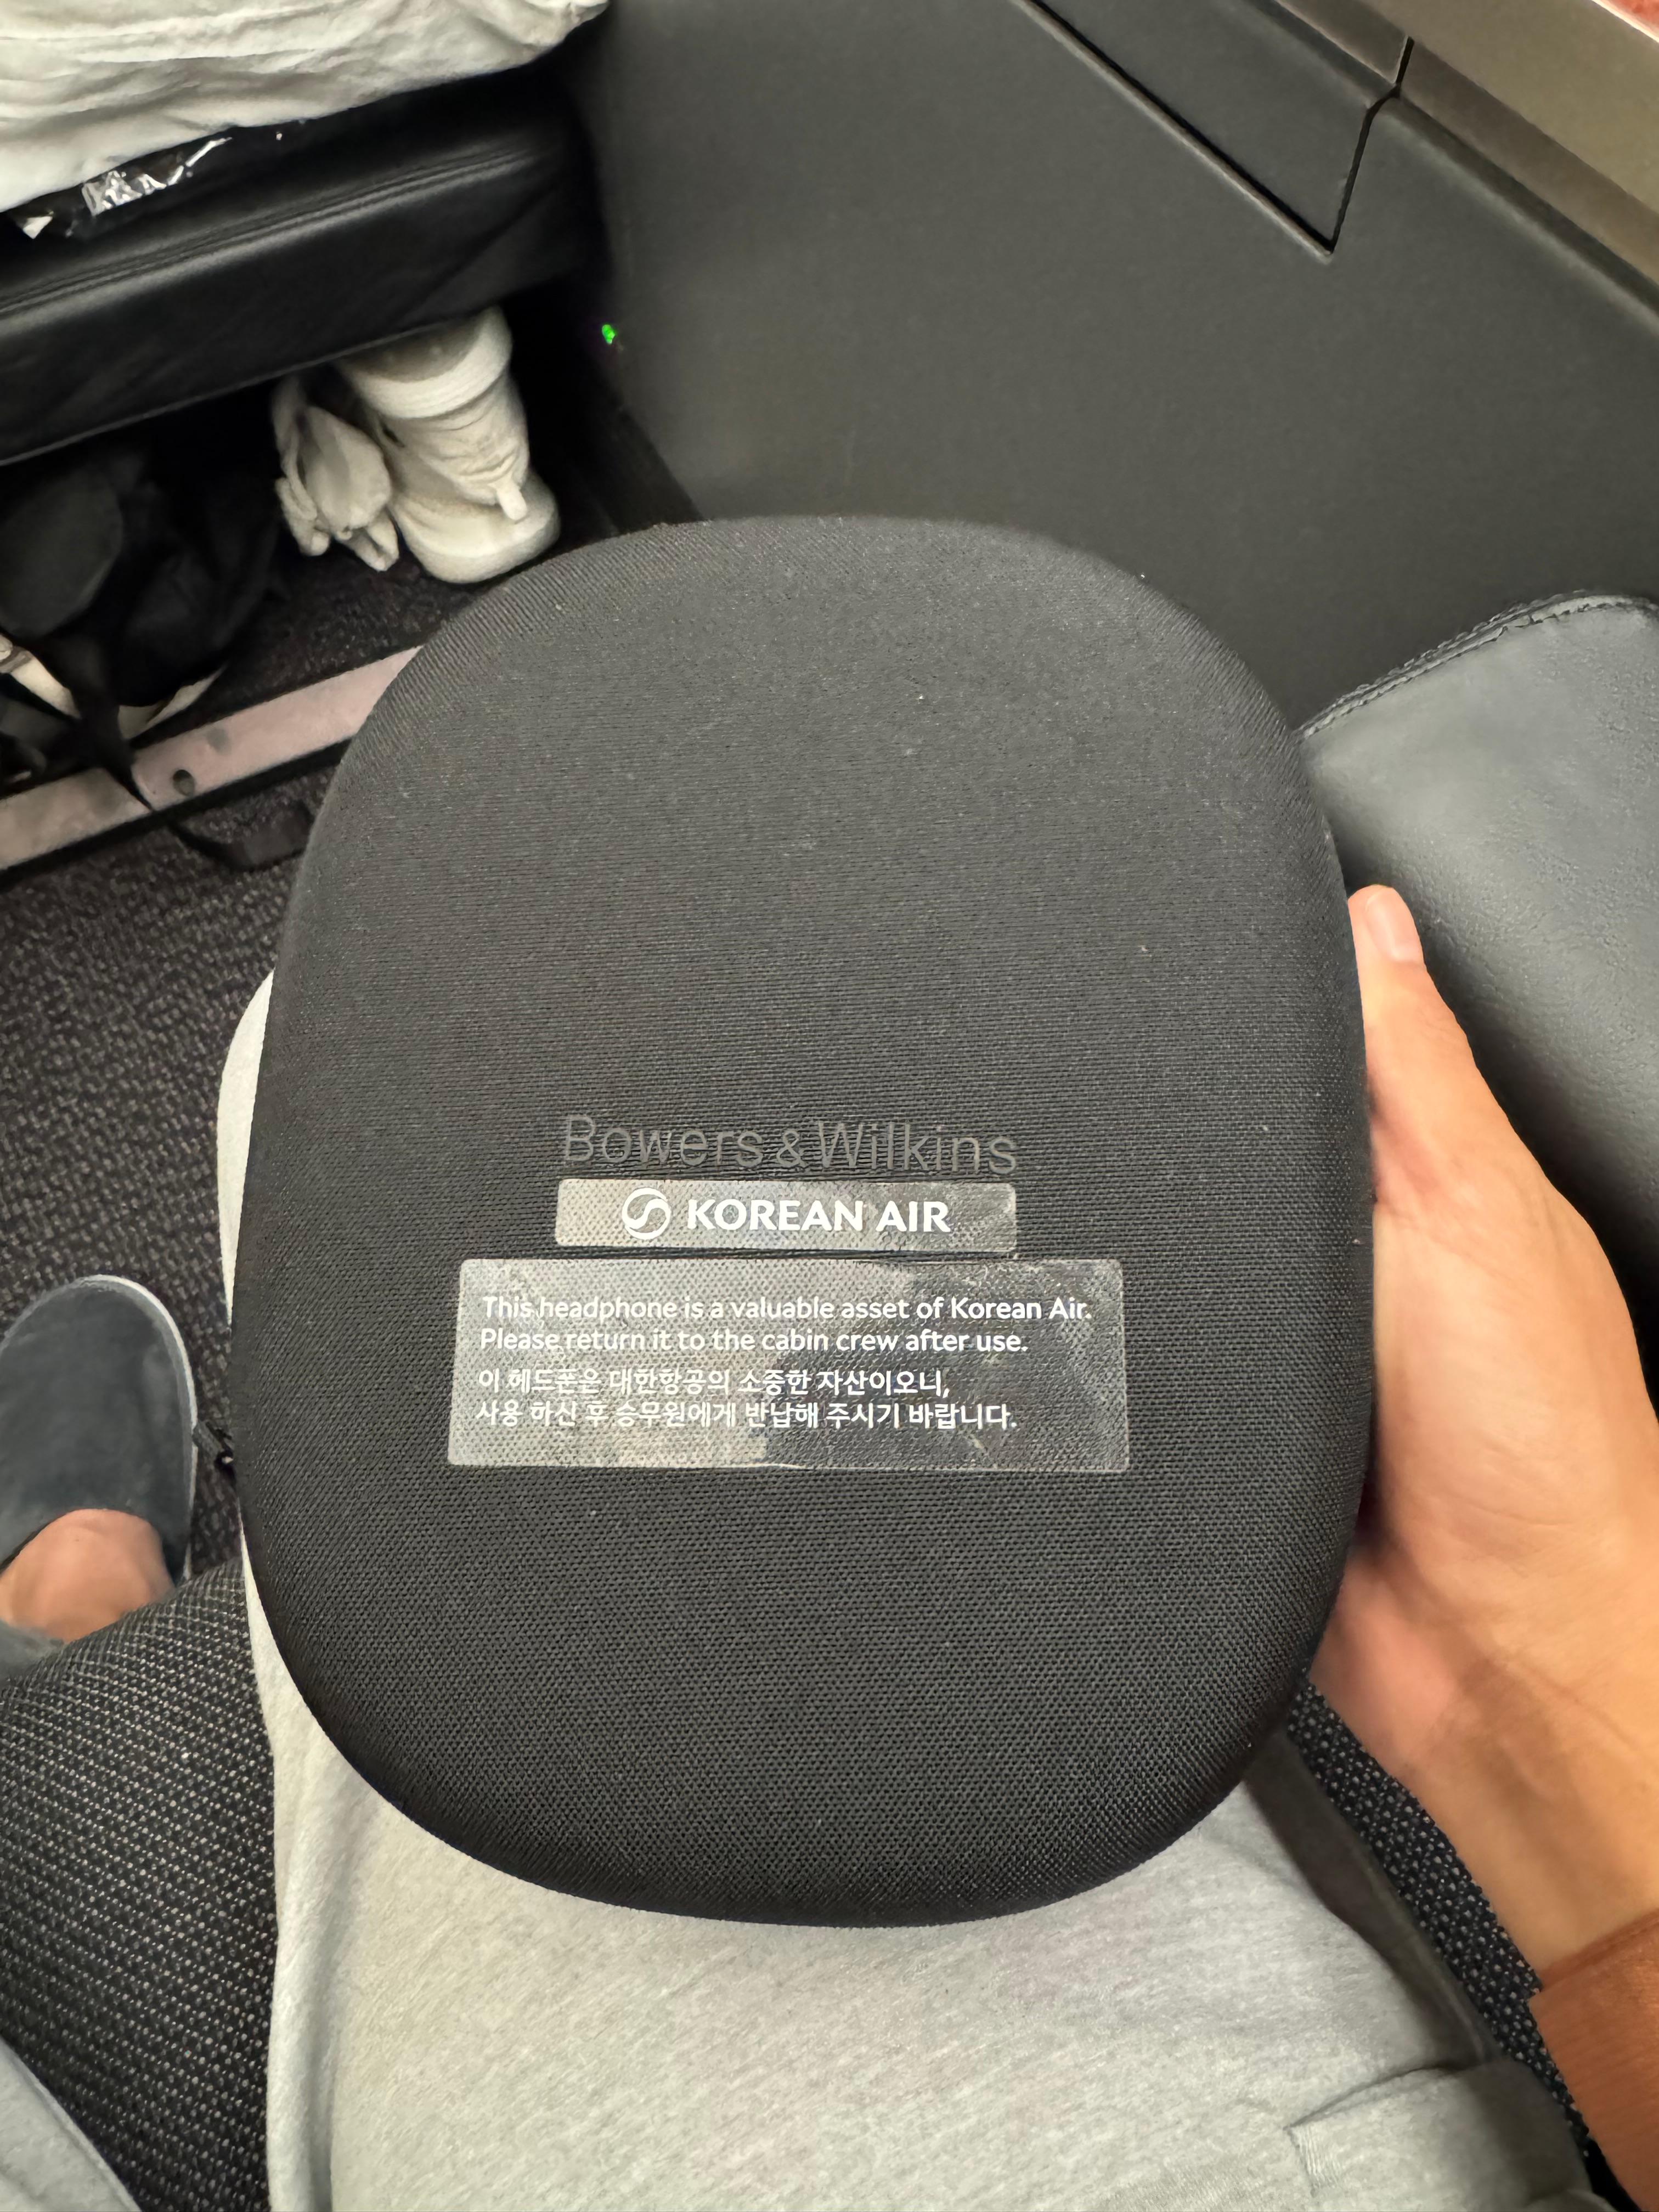 Bowers & Wilkins
KOREAN AIR
This headphone is a valuable asset of Korean Air.
Please return it to the cabin crew after use.
이 헤드폰은 대한항공의 소중한 자산이오니,
사용 하신 후 승무원에게 반납해 주시기 바랍니다.